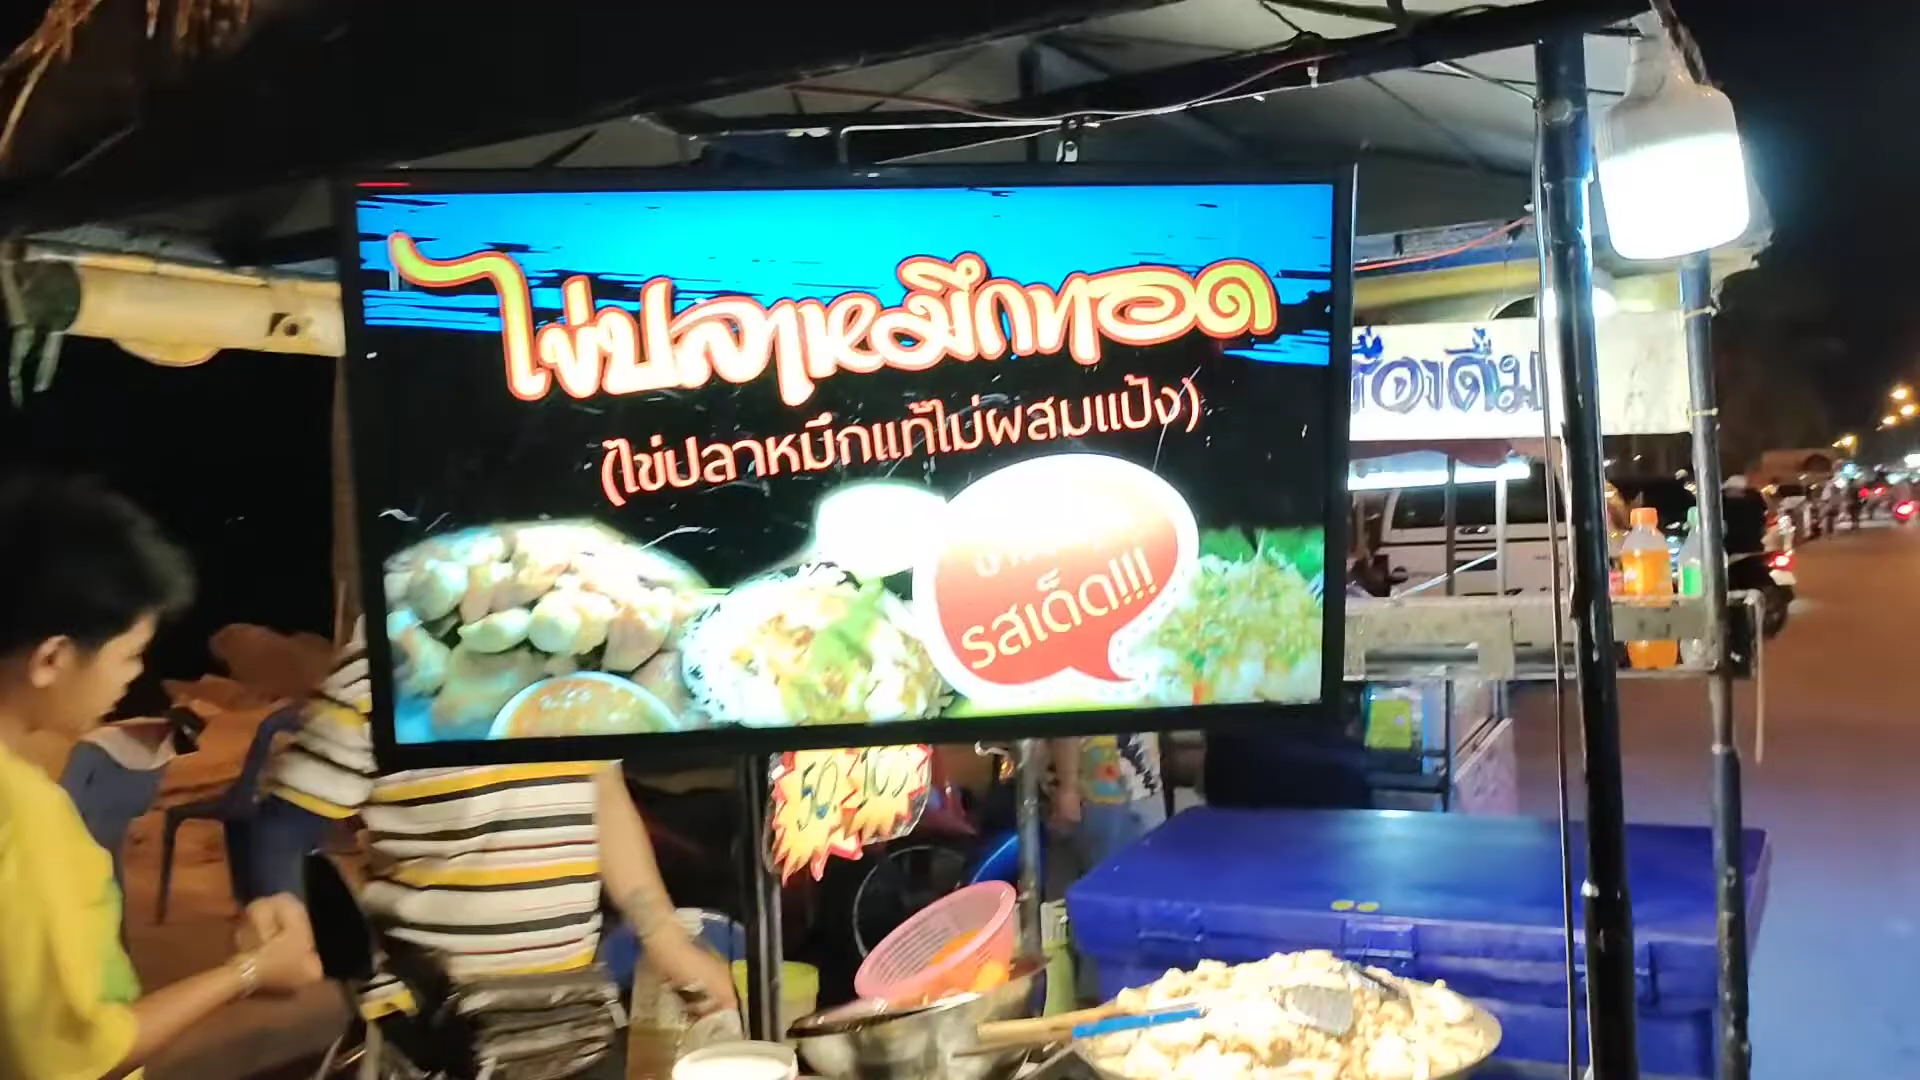 ไข่ปลาหมึกทอด
(ไข่ปลาหมึกแท้ไม่ผสมแป้ง)
รสเด็ด!!!
50